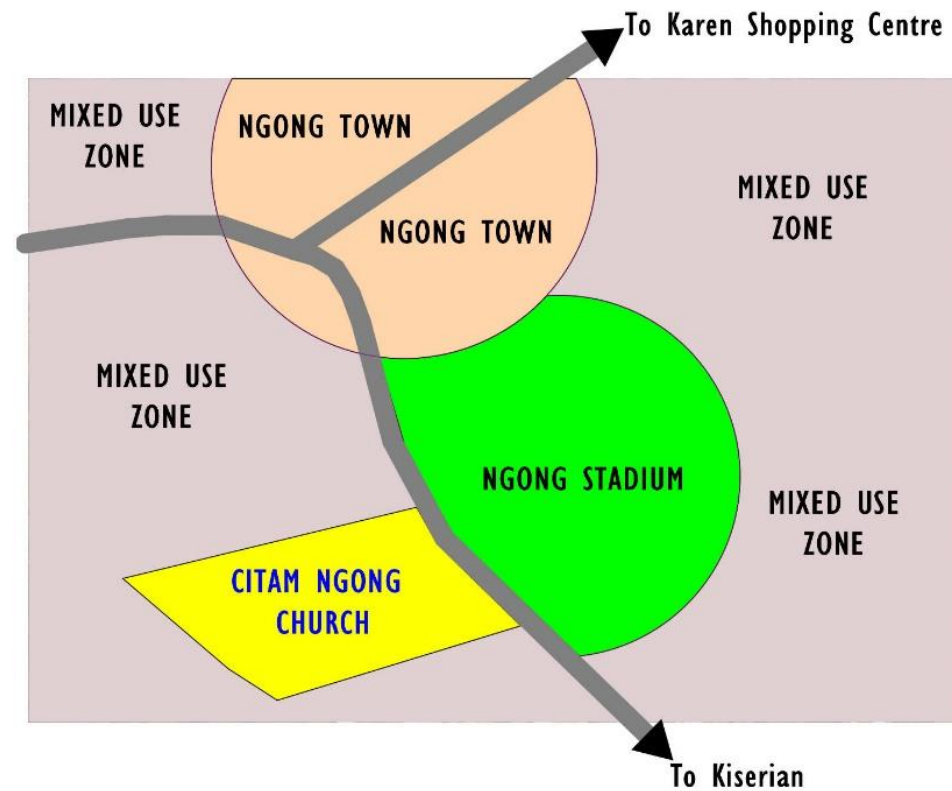 To Karen Shopping Centre
MIXED USE
ZONE
NGONG TOWN
MIXED USE
ZONE
NGONG TOWN
MIXED USE
ZONE
NGONG STADIUM
MIXED USE
ZONE
CITAM NGONG
CHURCH
To Kiserian